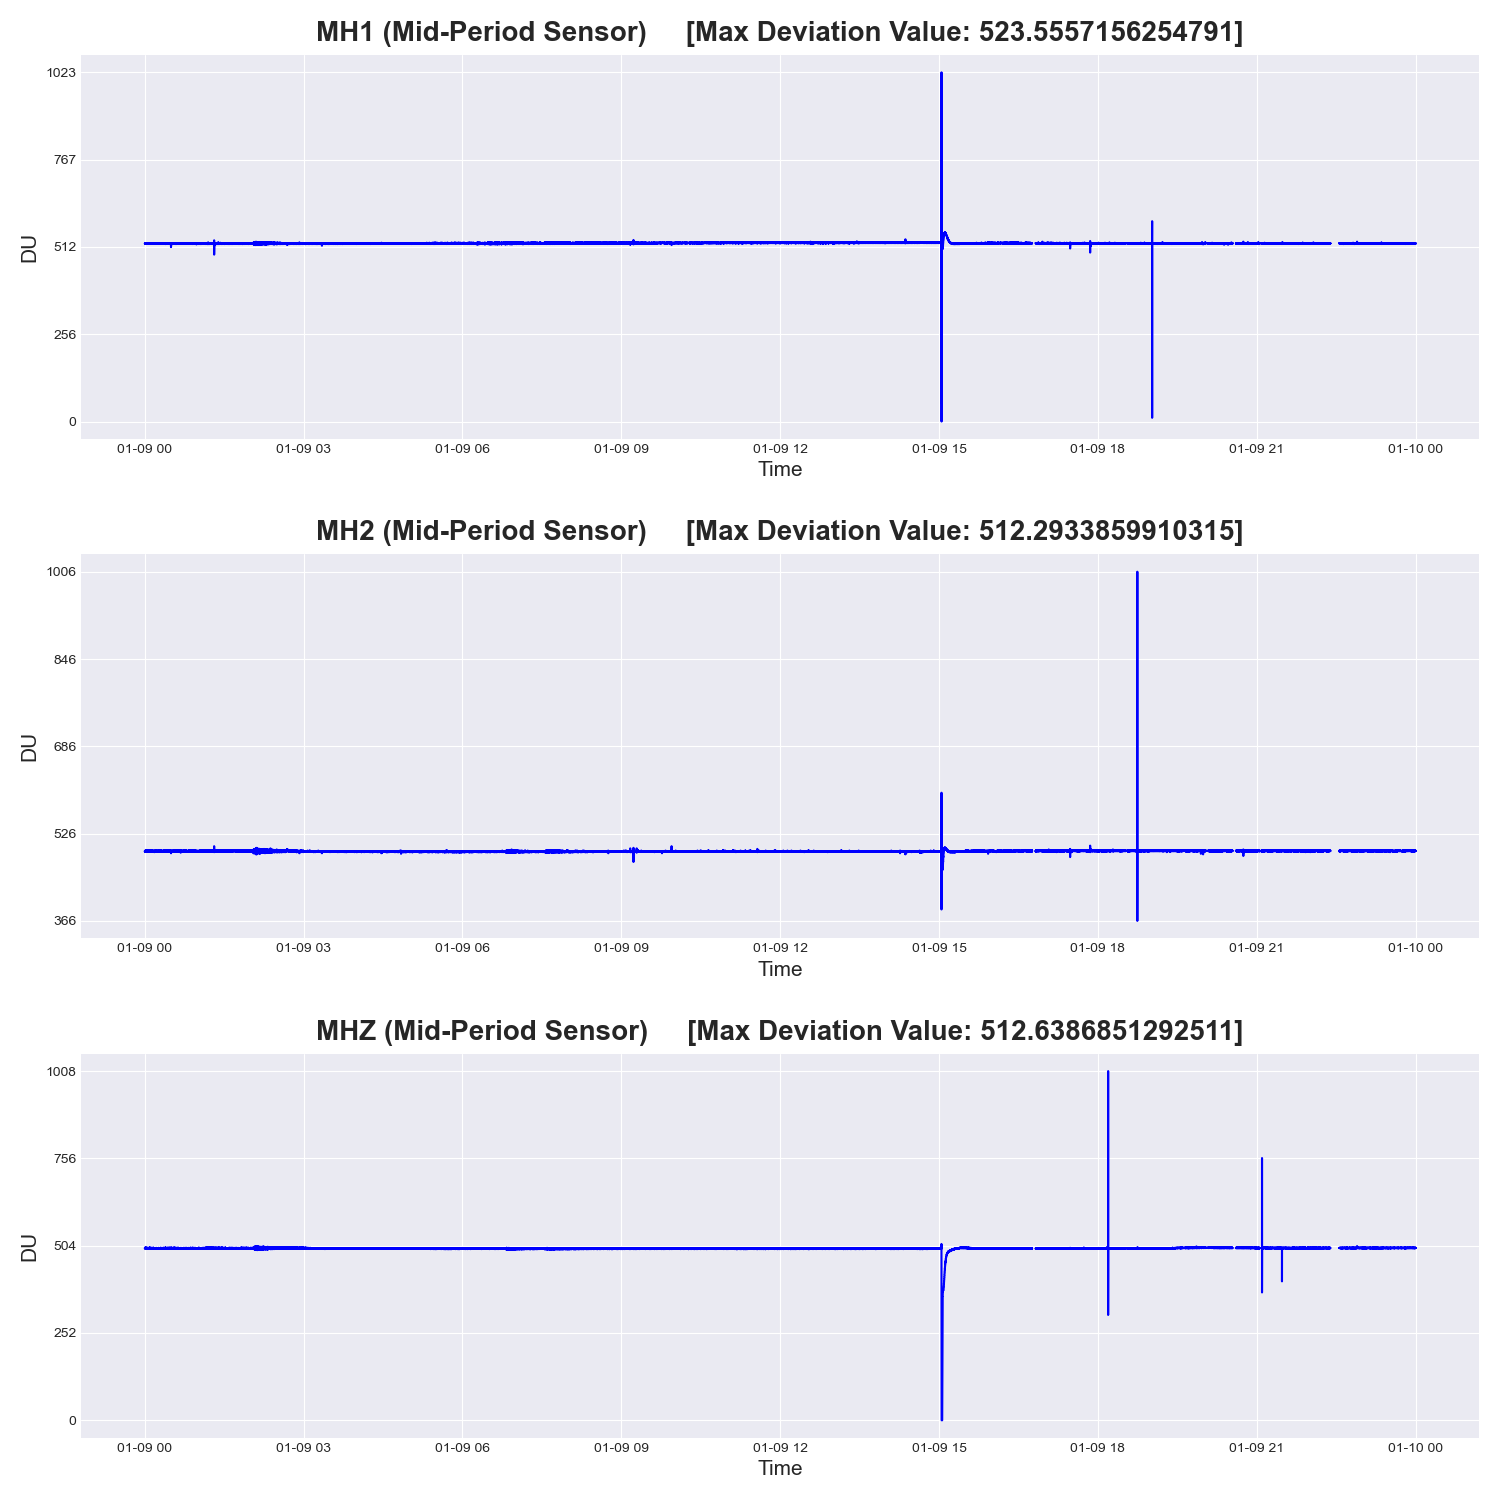 MH1 (Mid-Period Sensor) [Max Deviation Value: 523.5557156254791]
1023
767
512
256
0
DU
01-09 00 01-09 03 01-09 06 01-09 09 01-09 12 01-09 15 01-09 18 01-09 21 01-10 00
Time
MH2 (Mid-Period Sensor) [Max Deviation Value: 512.2933859910315]
1006
846
686
526
366
DU
01-09 00 01-09 03 01-09 06 01-09 09 01-09 12 01-09 15 01-09 18 01-09 21 01-10 00
Time
MHZ (Mid-Period Sensor) [Max Deviation Value: 512.6386851292511]
1008
756
504
252
0
DU
01-09 00 01-09 03 01-09 06 01-09 09 01-09 12 01-09 15 01-09 18 01-09 21 01-10 00
Time